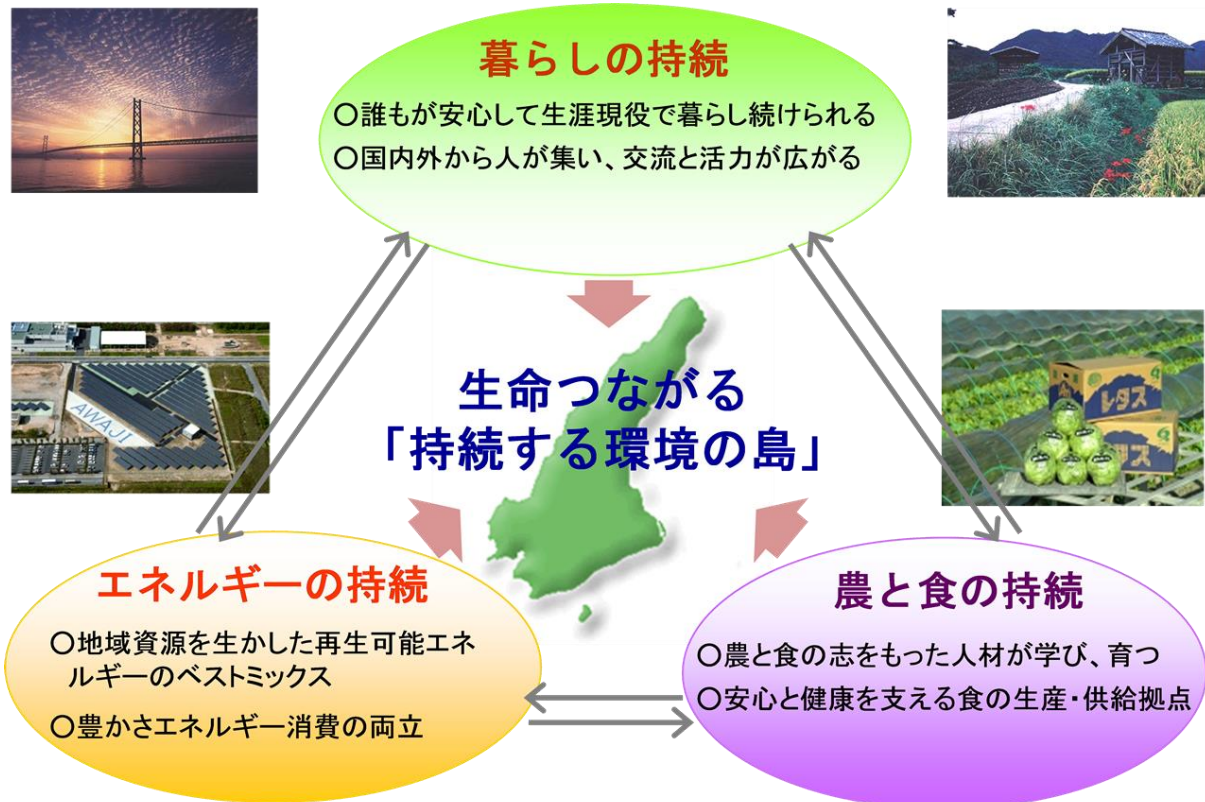 暮らしの持続
〇誰もが安心して生涯現役で暮らし続けられる
〇国内外から人が集い、交流と活力が広がる
生命つながる
「持続する環境の島」
AWAJI
レタス
エネルギーの持続
〇地域資源を生かした再生可能エネ
ルギーのベストミックス
〇豊かさエネルギー消費の両立
農と食の持続
〇農と食の志をもった人材が学び、育つ
〇安心と健康を支える食の生産・供給拠点